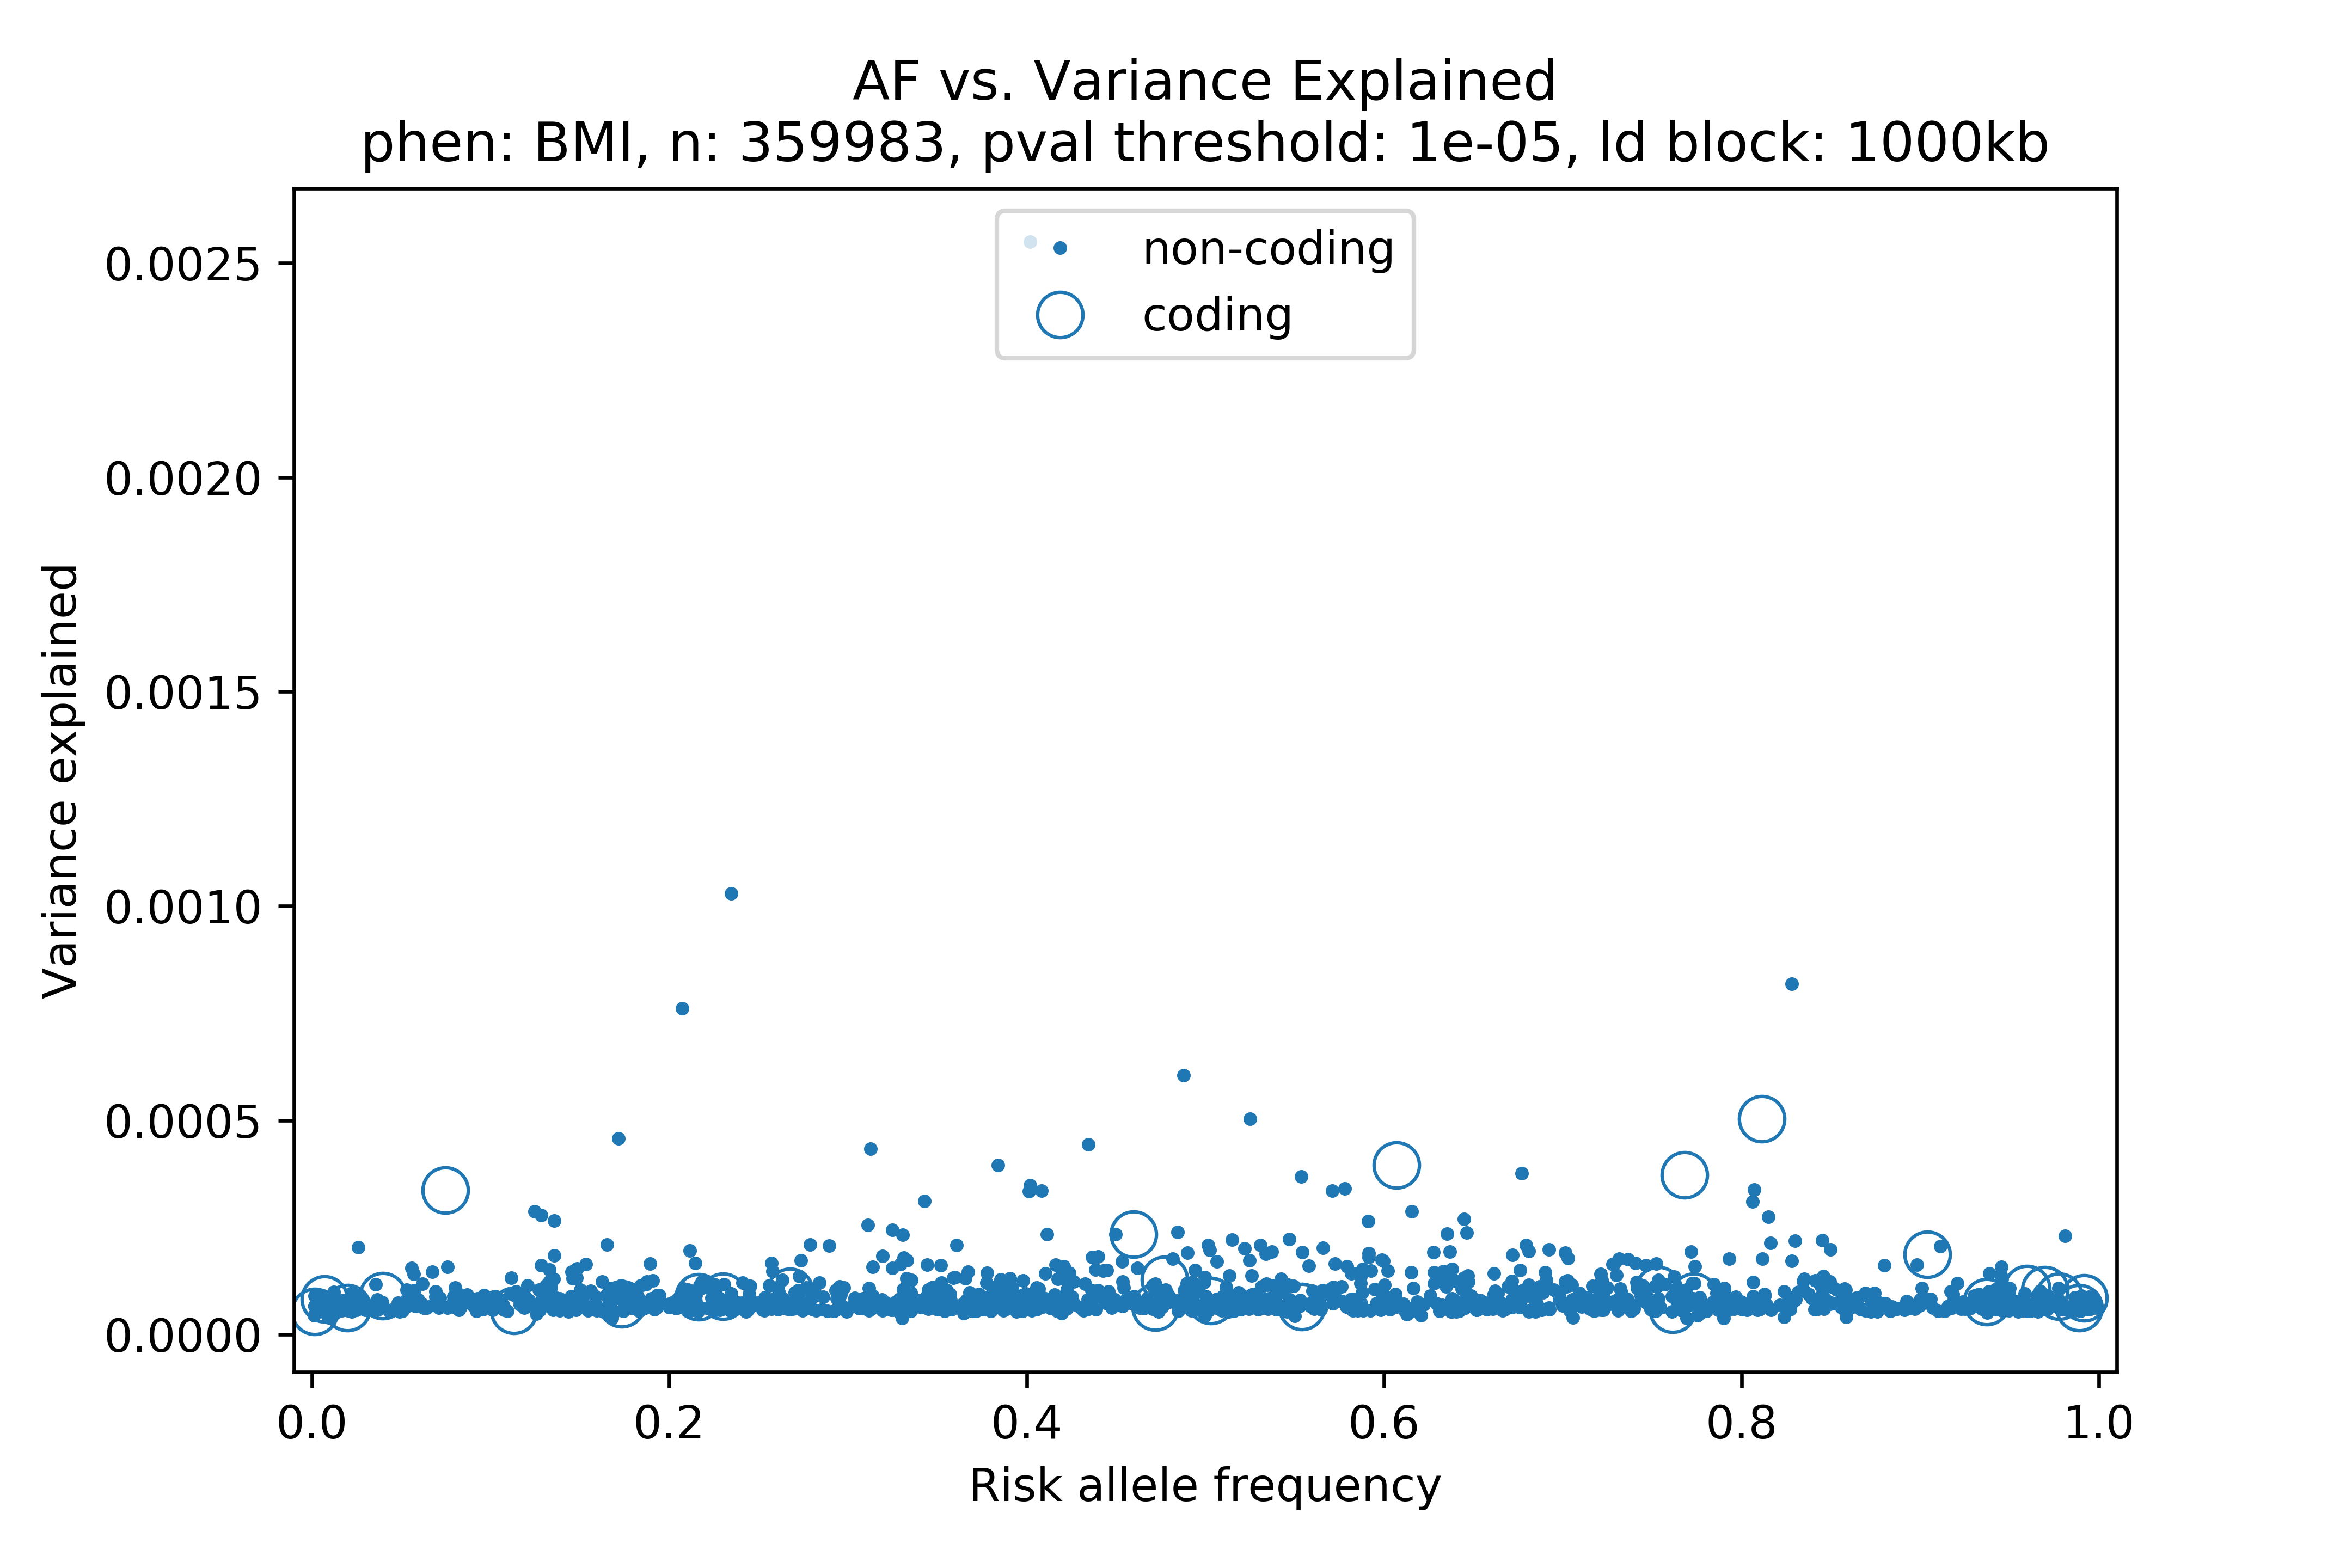 AF vs. Variance Explained
phen: BMI, n: 359983, pval threshold: 1e-05, ld block: 1000kb
non-coding
coding
0.0025
0.0020
0.0015
0.0010
0.0005
0.0000
Variance explained
0.0 0.2 0.4 0.6 0.8 1.0
Risk allele frequency